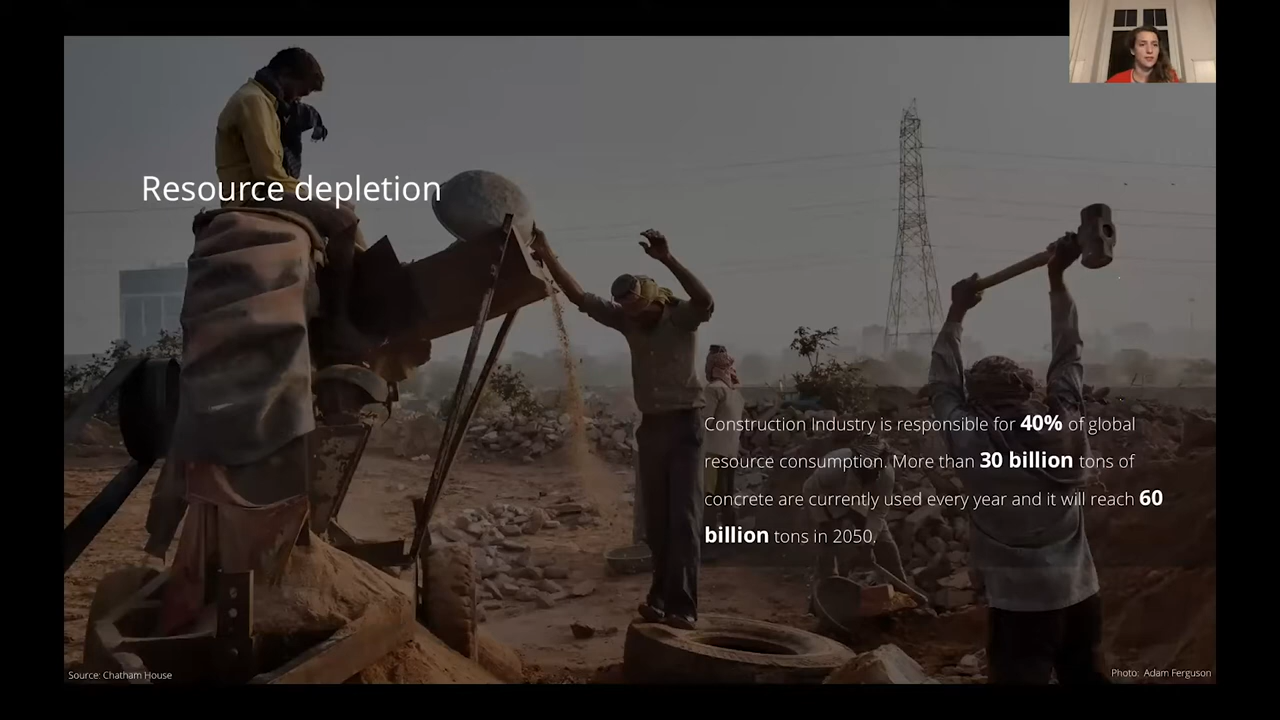 Resource depletion
Construction Industry is responsible for 40% of global
resource consumption. More than 30 billion tons of
concrete are currently used every year and it will reach 60
billion tons in 2050.
Source: Chatham House
Photo: Adam Ferguson